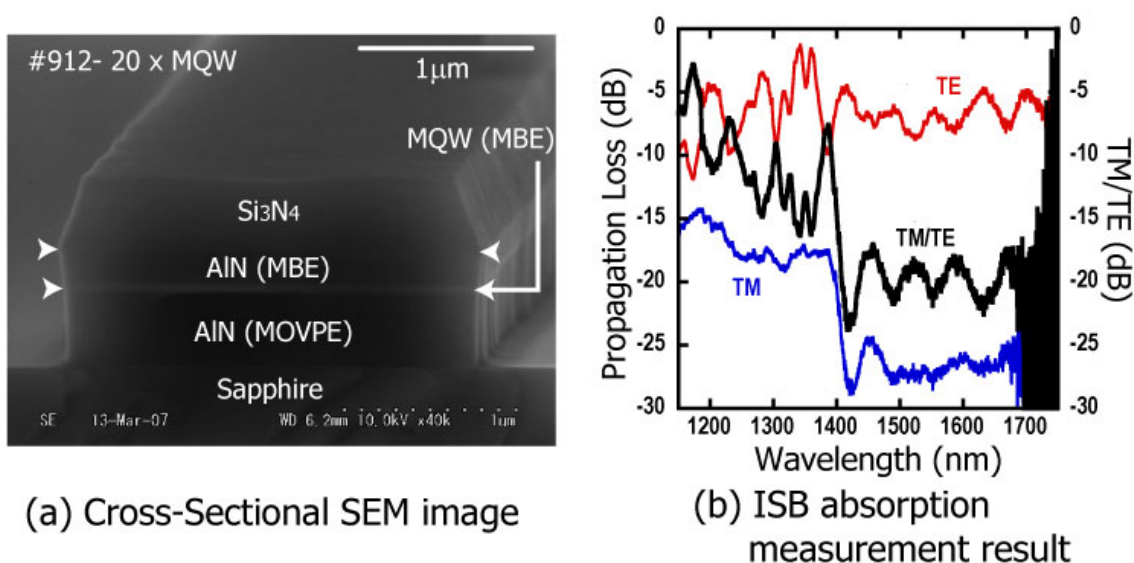 #912- 20 x MQW
1μm
MQW (MBE)
Si3N4
AlN (MBE)
AlN (MOVPE)
Sapphire
SE 13-Mar-07 WD 6.2mm 10.0kV x40k 1um
(a) Cross-Sectional SEM image
0
-5
-10
-15
-20
-25
-30
Propagation Loss (dB)
TE
TM/TE
TM
0
-5
-10
-15
-20
-25
-30
TM/TE (dB)
1200 1300 1400 1500 1600 1700
Wavelength (nm)
(b) ISB absorption
measurement result